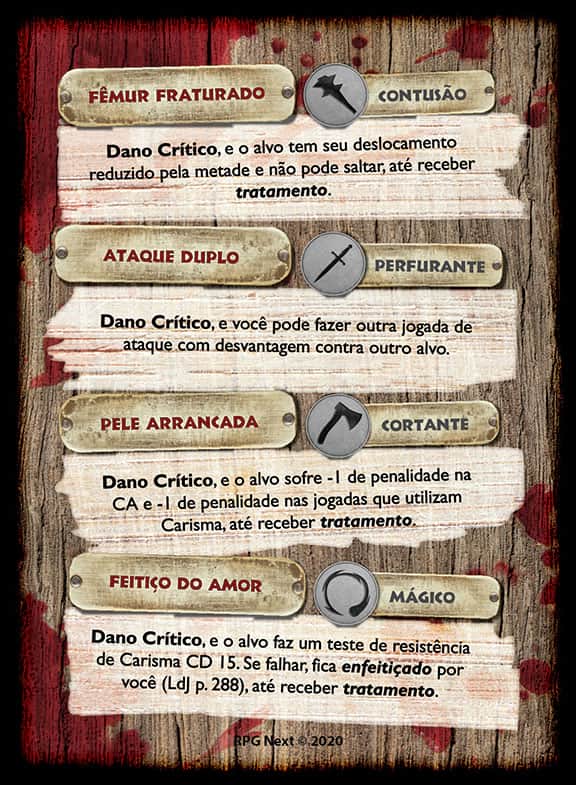 FÊMUR FRATURADO
CONTUSÃO
Dano Crítico, e o alvo tem seu deslocamento
reduzido pela metade e não pode saltar, até receber
tratamento.
ATAQUE DUPLO
PERFURANTE
Dano Crítico, e você pode fazer outra jogada de
ataque com desvantagem contra outro alvo.
PELE ARRANCADA
CORTANTE
Dano Crítico, e o alvo sofre -1 de penalidade na
CA e -1 de penalidade nas jogadas que utilizam
Carisma, até receber tratamento.
FEITIÇO DO AMOR
MÁGICO
Dano Crítico, e o alvo faz um teste de resistência
de Carisma CD 15. Se falhar, fica enfeitiçado por
você (LdJ p. 288), até receber tratamento.
RPG Next © 2020